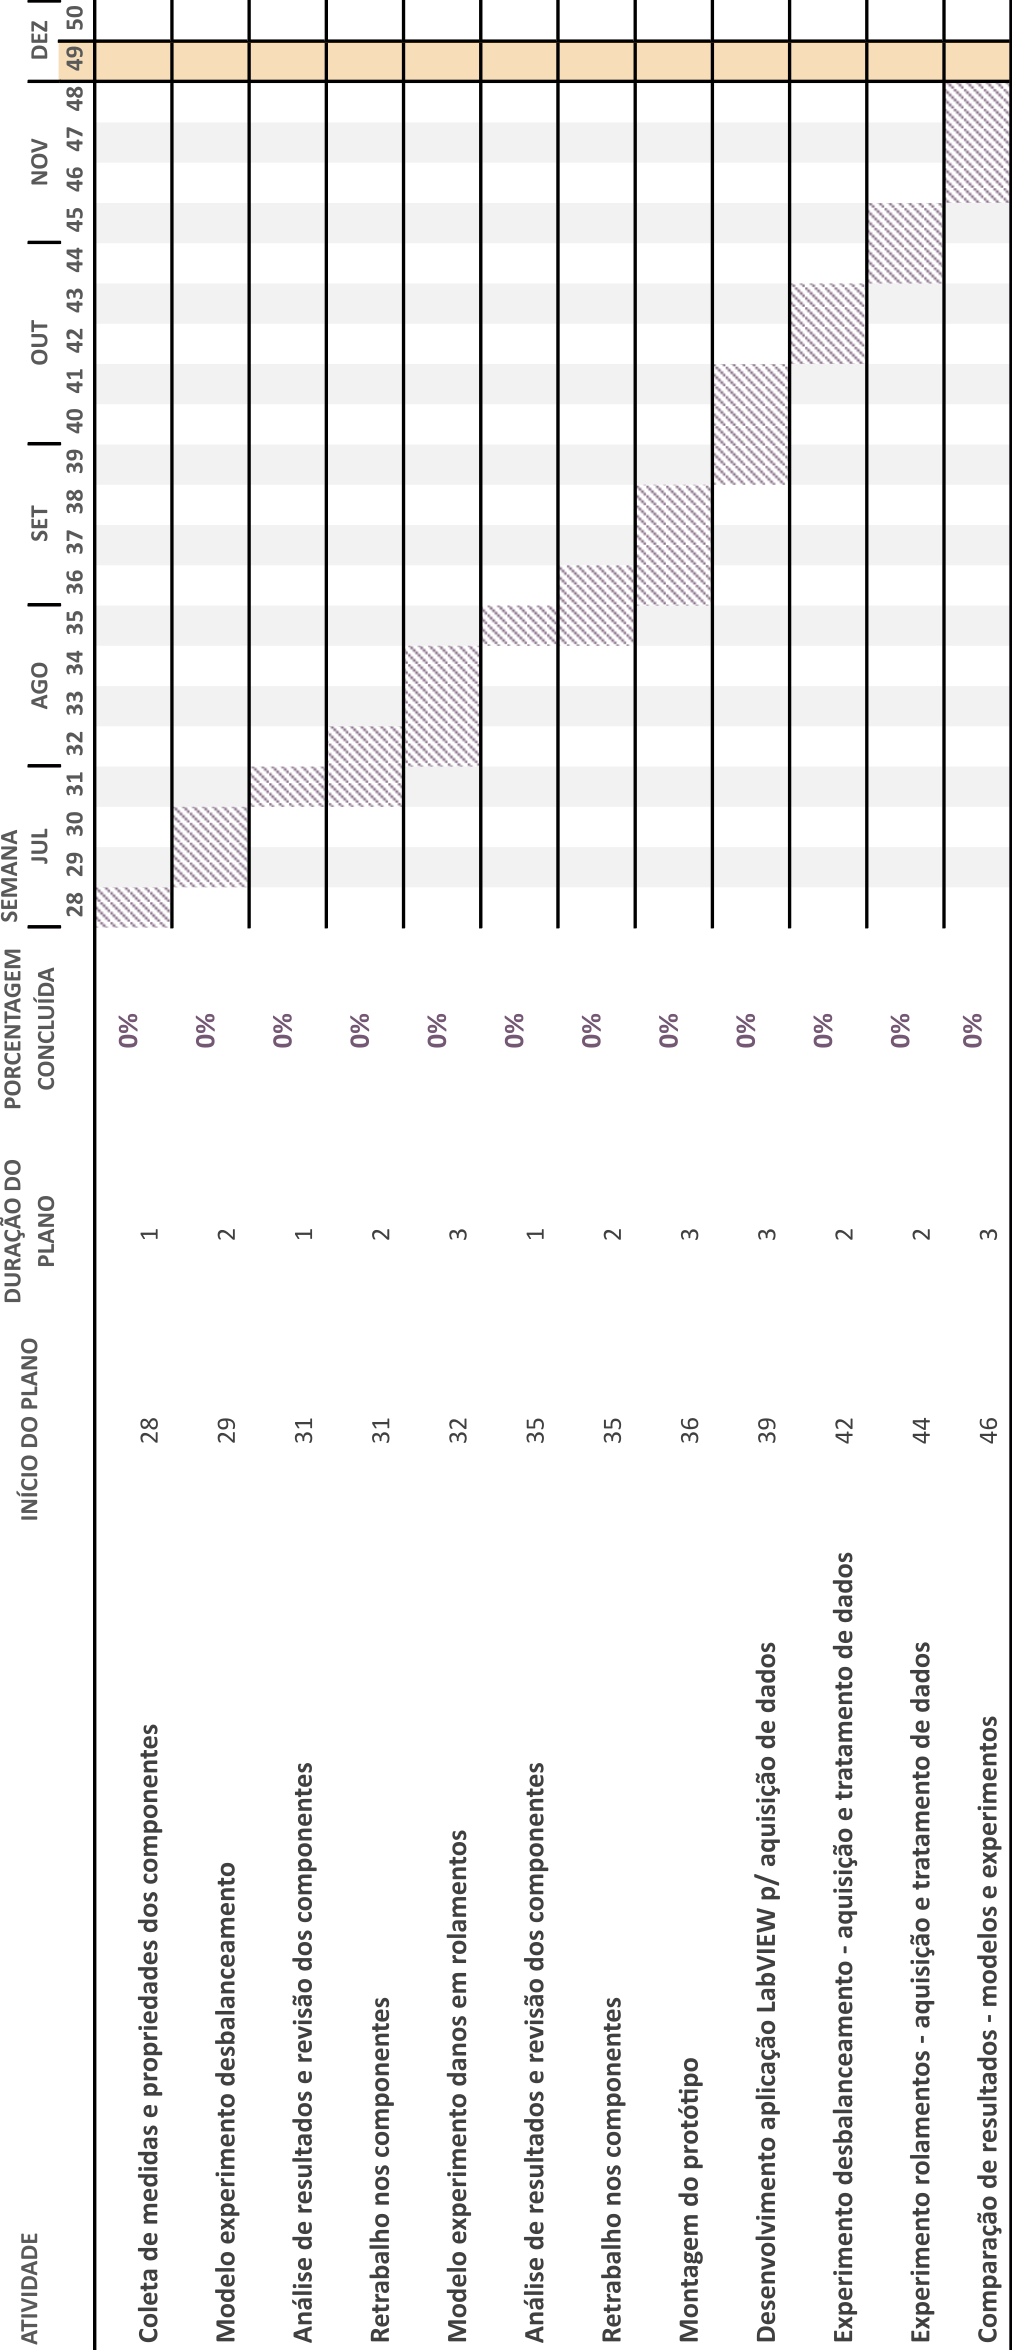 ATIVIDADE INÍCIO DO PLANO DURAÇÃO DO PLANO PORCENTAGEM CONCLUÍDA SEMANA
JUL AGO SET OUT NOV DEZ
28 29 30 31 32 33 34 35 36 37 38 39 40 41 42 43 44 45 46 47 48 49 50
Coleta de medidas e propriedades dos componentes 28 1 0%
Modelo experimento desbalanceamento 29 2 0%
Análise de resultados e revisão dos componentes 31 1 0%
Retrabalho nos componentes 31 2 0%
Modelo experimento danos em rolamentos 32 3 0%
Análise de resultados e revisão dos componentes 35 1 0%
Retrabalho nos componentes 35 2 0%
Montagem do protótipo 36 3 0%
Desenvolvimento aplicação LabVIEW p/ aquisição de dados 39 3 0%
Experimento desbalanceamento - aquisição e tratamento de dados 42 2 0%
Experimento rolamentos - aquisição e tratamento de dados 44 2 0%
Comparação de resultados - modelos e experimentos 46 3 0%